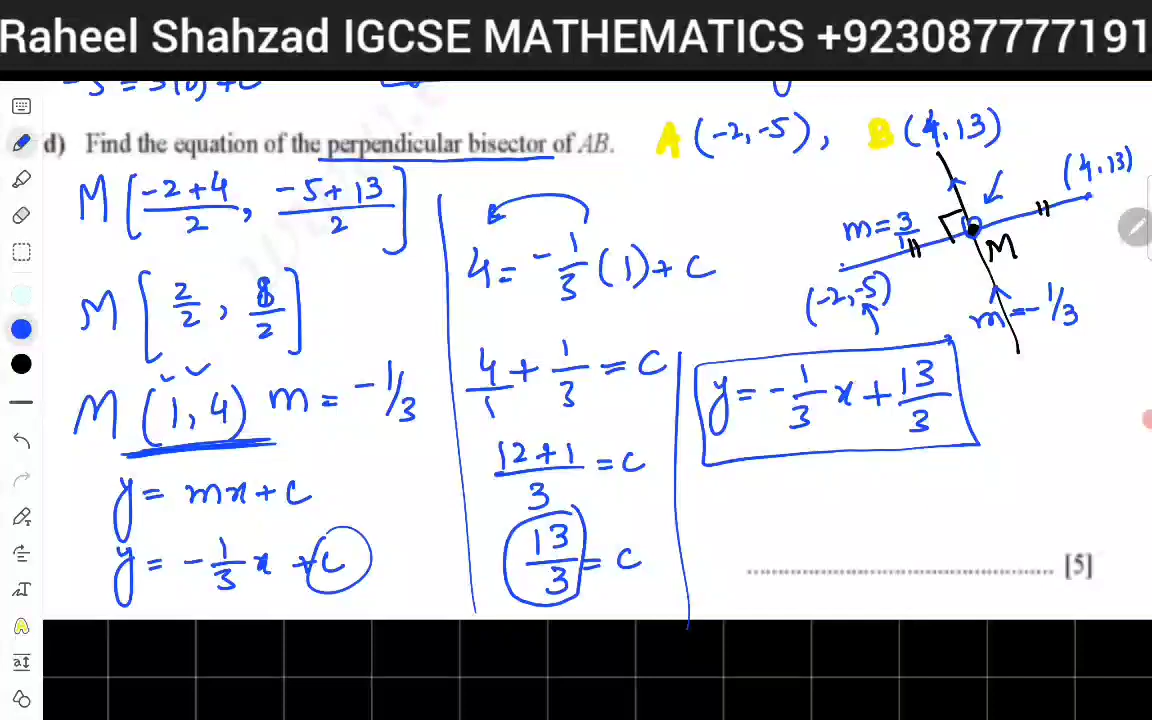 Raheel Shahzad IGCSE MATHEMATICS +923087777191
-5 = 3(0) + C
d) Find the equation of the perpendicular bisector of AB. A (-2,-5), B (4,13)
M [(-2+4)/2, (-5+13)/2]
M [2/2, 8/2]
M (1,4) m = -1/3
y = mx + c
y = -1/3 x + c
4 = -1/3 (1) + C
4/1 + 1/3 = C
(12+1)/3 = C
13/3 = C
(4,13)
m = 3/1
M
(-2,-5)
m = -1/3
y = -1/3 x + 13/3
[5]